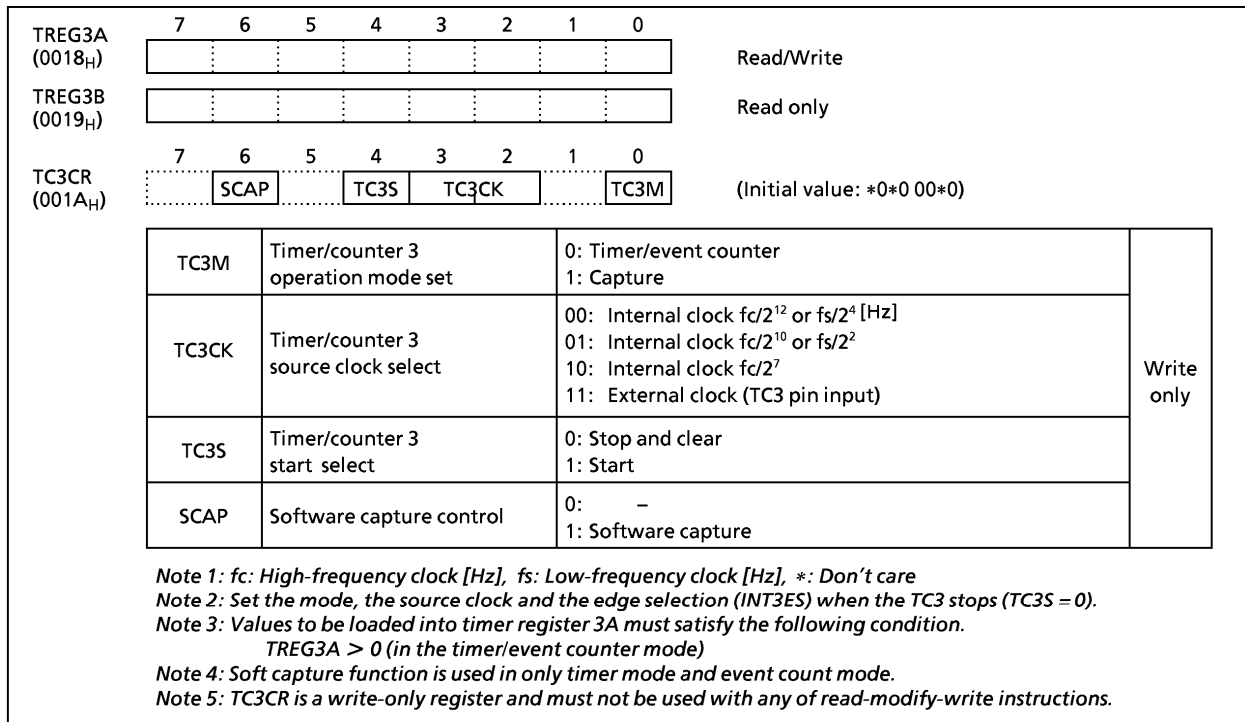 7 6 5 4 3 2 1 0
TREG3A
(0018H) Read/Write
TREG3B
(0019H) Read only
7 6 5 4 3 2 1 0
TC3CR
(001AH) SCAP TC3S TC3CK TC3M (Initial value: *0*0 00*0)
TC3M Timer/counter 3 0: Timer/event counter
operation mode set 1: Capture
00: Internal clock fc/2¹² or fs/2⁴ [Hz]
TC3CK Timer/counter 3 01: Internal clock fc/2¹⁰ or fs/2²
source clock select 10: Internal clock fc/2⁷
11: External clock (TC3 pin input)
Write
only
TC3S Timer/counter 3 0: Stop and clear
start select 1: Start
SCAP Software capture control 0: –
1: Software capture
Note 1: fc: High-frequency clock [Hz], fs: Low-frequency clock [Hz], *: Don't care
Note 2: Set the mode, the source clock and the edge selection (INT3ES) when the TC3 stops (TC3S = 0).
Note 3: Values to be loaded into timer register 3A must satisfy the following condition.
TREG3A > 0 (in the timer/event counter mode)
Note 4: Soft capture function is used in only timer mode and event count mode.
Note 5: TC3CR is a write-only register and must not be used with any of read-modify-write instructions.